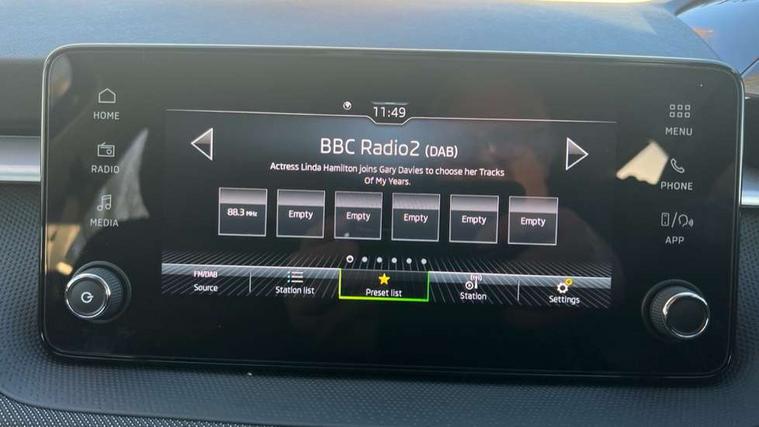 11:49
HOME
MENU
BBC Radio2 (DAB)
RADIO
Actress Linda Hamilton joins Gary Davies to choose her Tracks
Of My Years.
PHONE
MEDIA
88.3 MHz
Empty
Empty
Empty
Empty
Empty
APP
FM/DAB
Source
Station list
Preset list
Station
Settings